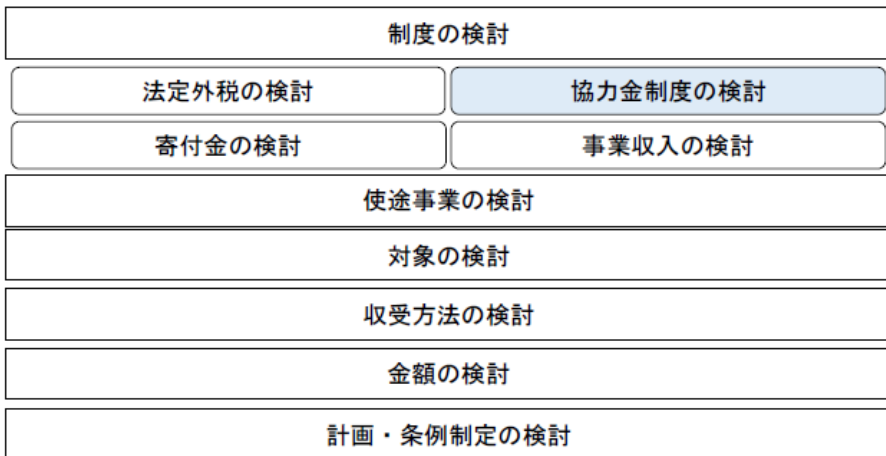 制度の検討
法定外税の検討
協力金制度の検討
寄付金の検討
事業収入の検討
使途事業の検討
対象の検討
収受方法の検討
金額の検討
計画・条例制定の検討